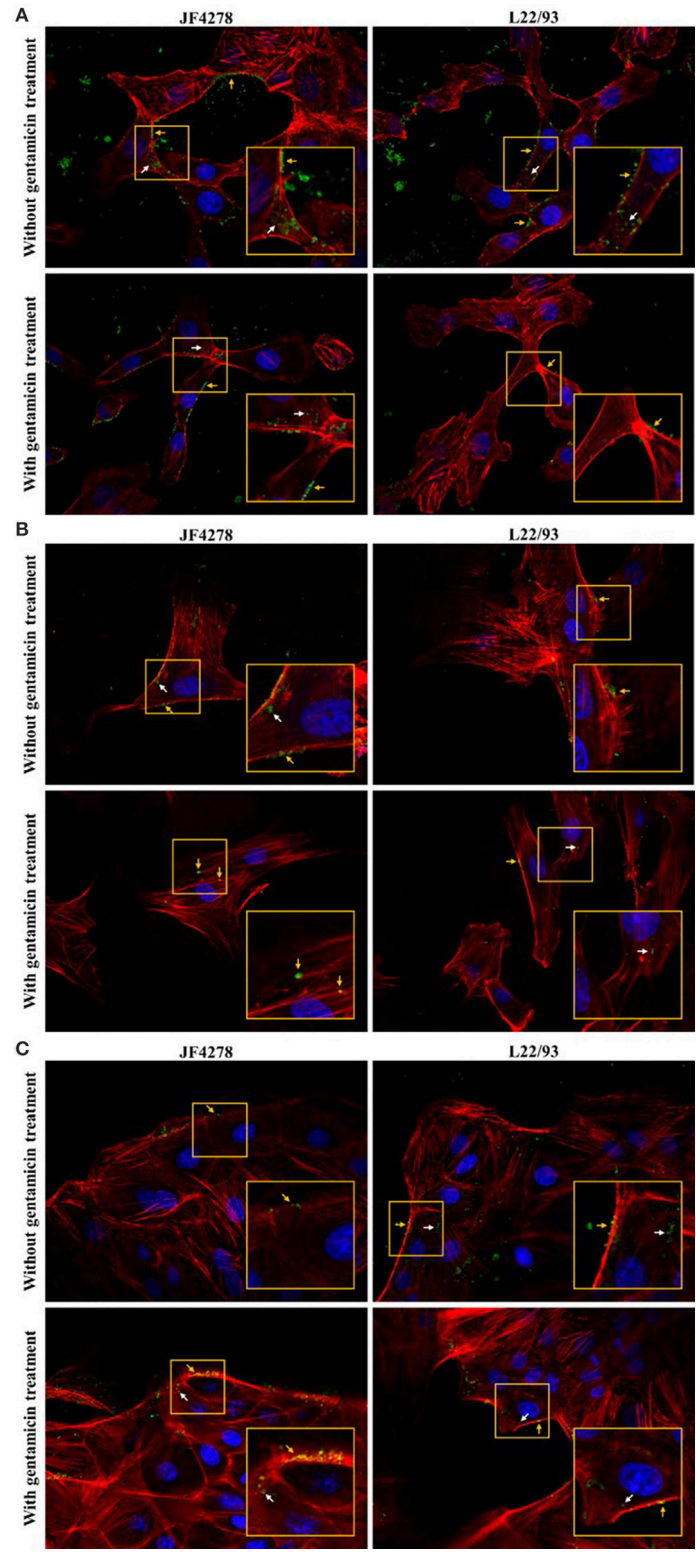 A
JF4278
L22/93
Without gentamicin treatment
With gentamicin treatment
B
JF4278
L22/93
Without gentamicin treatment
With gentamicin treatment
C
JF4278
L22/93
Without gentamicin treatment
With gentamicin treatment